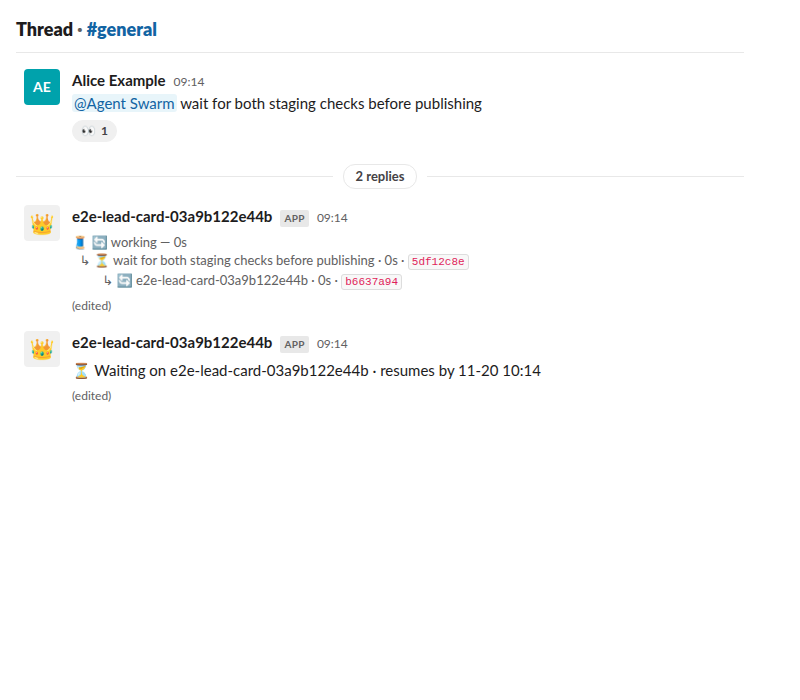 Thread • #general
AE
Alice Example 09:14
@Agent Swarm wait for both staging checks before publishing
👀 1
2 replies
e2e-lead-card-03a9b122e44b APP 09:14
🧵 🔄 working — 0s
↳ ⏳ wait for both staging checks before publishing · 0s · 5df12c8e
↳ 🔄 e2e-lead-card-03a9b122e44b · 0s · b6637a94
(edited)
e2e-lead-card-03a9b122e44b APP 09:14
⏳ Waiting on e2e-lead-card-03a9b122e44b · resumes by 11-20 10:14
(edited)